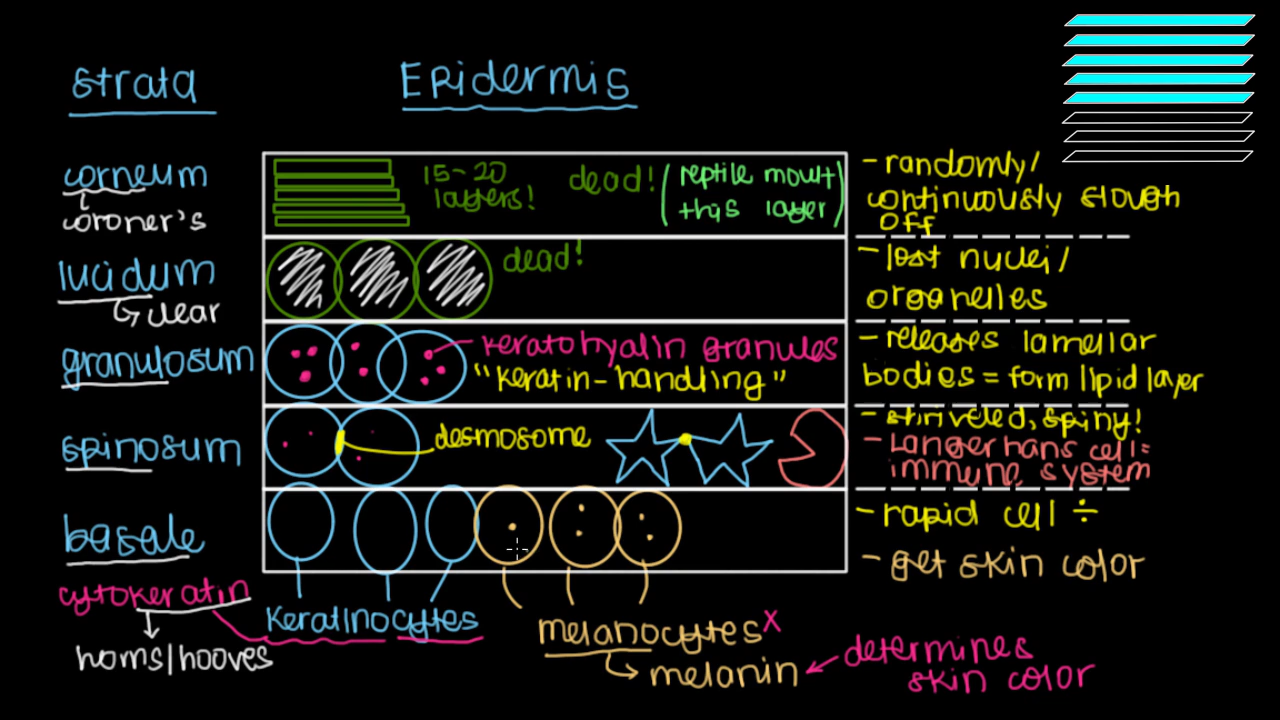 strata
Epidermis
corneum
coroner's
15-20
layers!
dead!
(reptile moult
this layer)
- randomly/
continuously slough
off
lucidum
clear
dead!
- lost nuclei/
organelles
granulosum
keratohyalin granules
"keratin-handling"
- releases lamellar
bodies = form lipid layer
spinosum
desmosome
- shriveled, spiny!
- Langerhans cell =
immune system
basale
- rapid cell ÷
- get skin color
cytokeratin
horns/hooves
keratinocytes
melanocytes x
melanin
determines
skin color